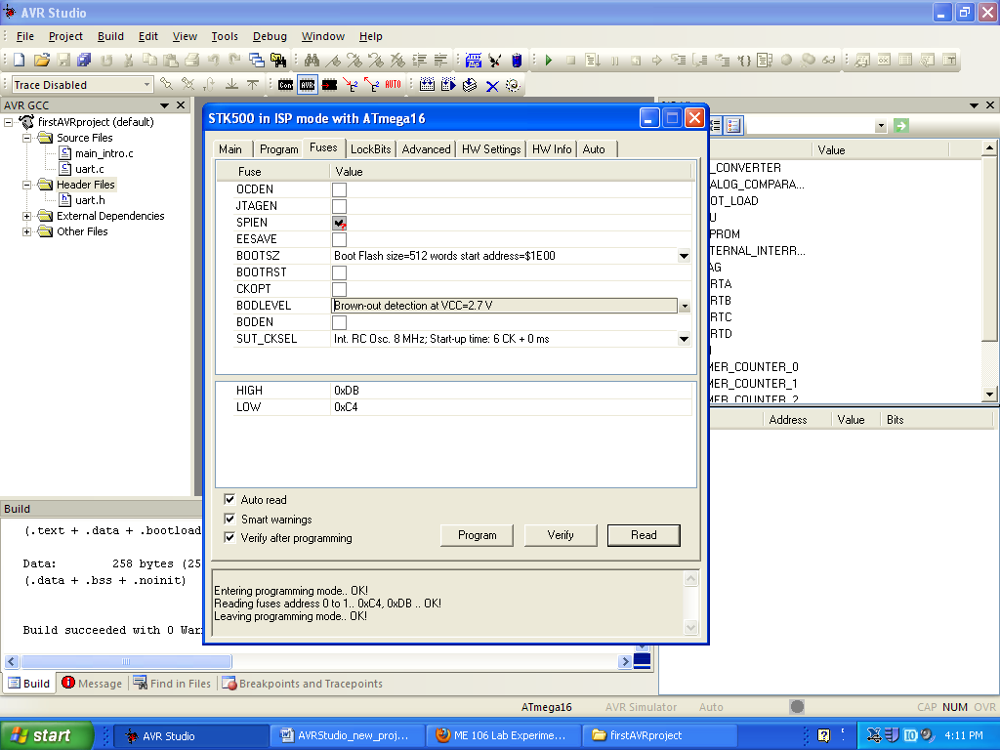 AVR Studio
File Project Build Edit View Tools Debug Window Help
Trace Disabled
Con AVR AUTO
AVR GCC
firstAVRproject (default)
Source Files
main_intro.c
uart.c
Header Files
uart.h
External Dependencies
Other Files
STK500 in ISP mode with ATmega16
Main Program Fuses LockBits Advanced HW Settings HW Info Auto
Fuse Value
OCDEN
JTAGEN
SPIEN
EESAVE
BOOTSZ Boot Flash size=512 words start address=$1E00
BOOTRST
CKOPT
BODLEVEL Brown-out detection at VCC=2.7 V
BODEN
SUT_CKSEL Int. RC Osc. 8 MHz; Start-up time: 6 CK + 0 ms
HIGH 0xDB
LOW 0xC4
Auto read
Smart warnings
Verify after programming
Program Verify Read
Entering programming mode.. OK!
Reading fuses address 0 to 1.. 0xC4, 0xDB .. OK!
Leaving programming mode.. OK!
Value
_CONVERTER
ALOG_COMPARA...
OT_LOAD
U
PROM
TERNAL_INTERR...
AG
RTA
RTB
RTC
RTD
MER_COUNTER_0
MER_COUNTER_1
MER_COUNTER_2
Address Value Bits
Build
(.text + .data + .bootload
Data: 258 bytes (25
(.data + .bss + .noinit)
Build succeeded with 0 War
Build Message Find in Files Breakpoints and Tracepoints
ATmega16 AVR Simulator Auto CAP NUM OVR
start AVR Studio AVRStudio_new_proj... ME 106 Lab Experime... firstAVRproject 4:11 PM